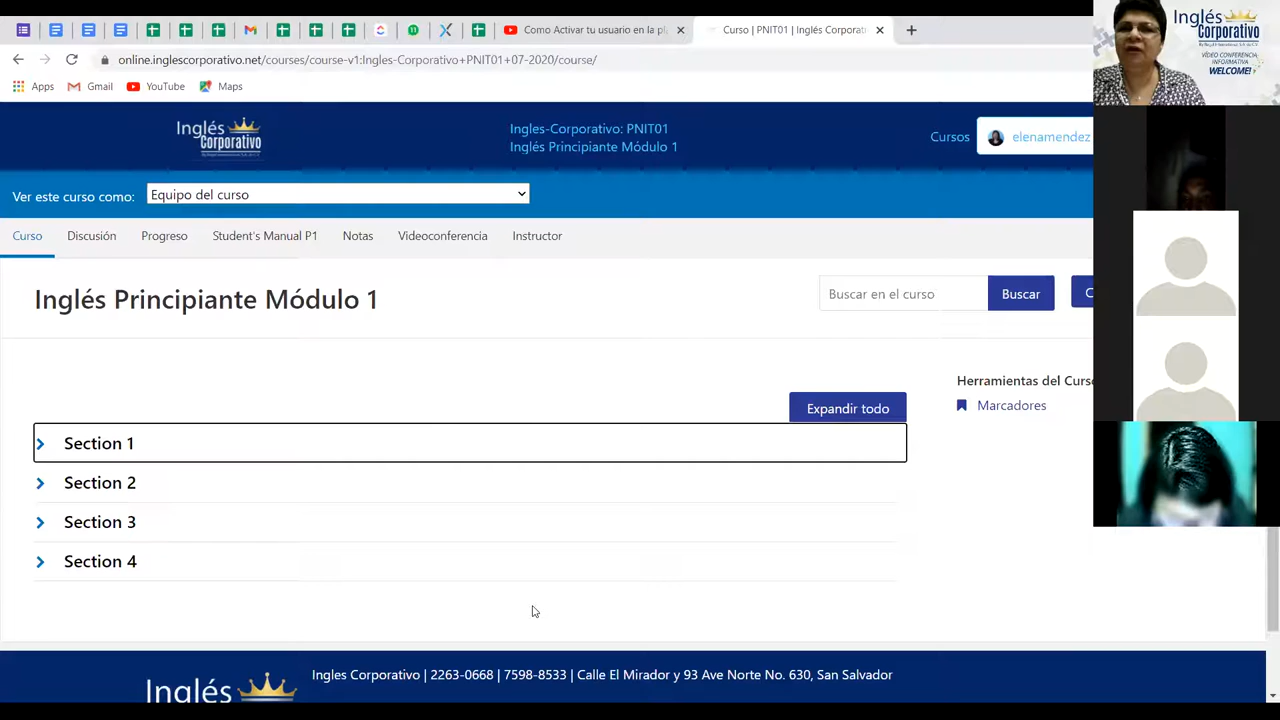 Comó Activar tu usuario en la pl
Curso | PNIT01 | Inglés Corporati
online.inglescorporativo.net/courses/course-v1:Ingles-Corporativo+PNIT01+07-2020/course/
Apps
Gmail
YouTube
Maps
Inglés
Corporativo
Ingles-Corporativo: PNIT01
Inglés Principiante Módulo 1
Cursos
elenamendez
Ver este curso como:
Equipo del curso
Curso
Discusión
Progreso
Student's Manual P1
Notas
Videoconferencia
Instructor
Inglés Principiante Módulo 1
Buscar en el curso
Buscar
Herramientas del Curs
Marcadores
Expandir todo
Section 1
Section 2
Section 3
Section 4
Ingles Corporativo | 2263-0668 | 7598-8533 | Calle El Mirador y 93 Ave Norte No. 630, San Salvador
Inglés
Inglés
Corporativo
VÍDEO CONFERENCIA
INFORMATIVA
WELCOME!